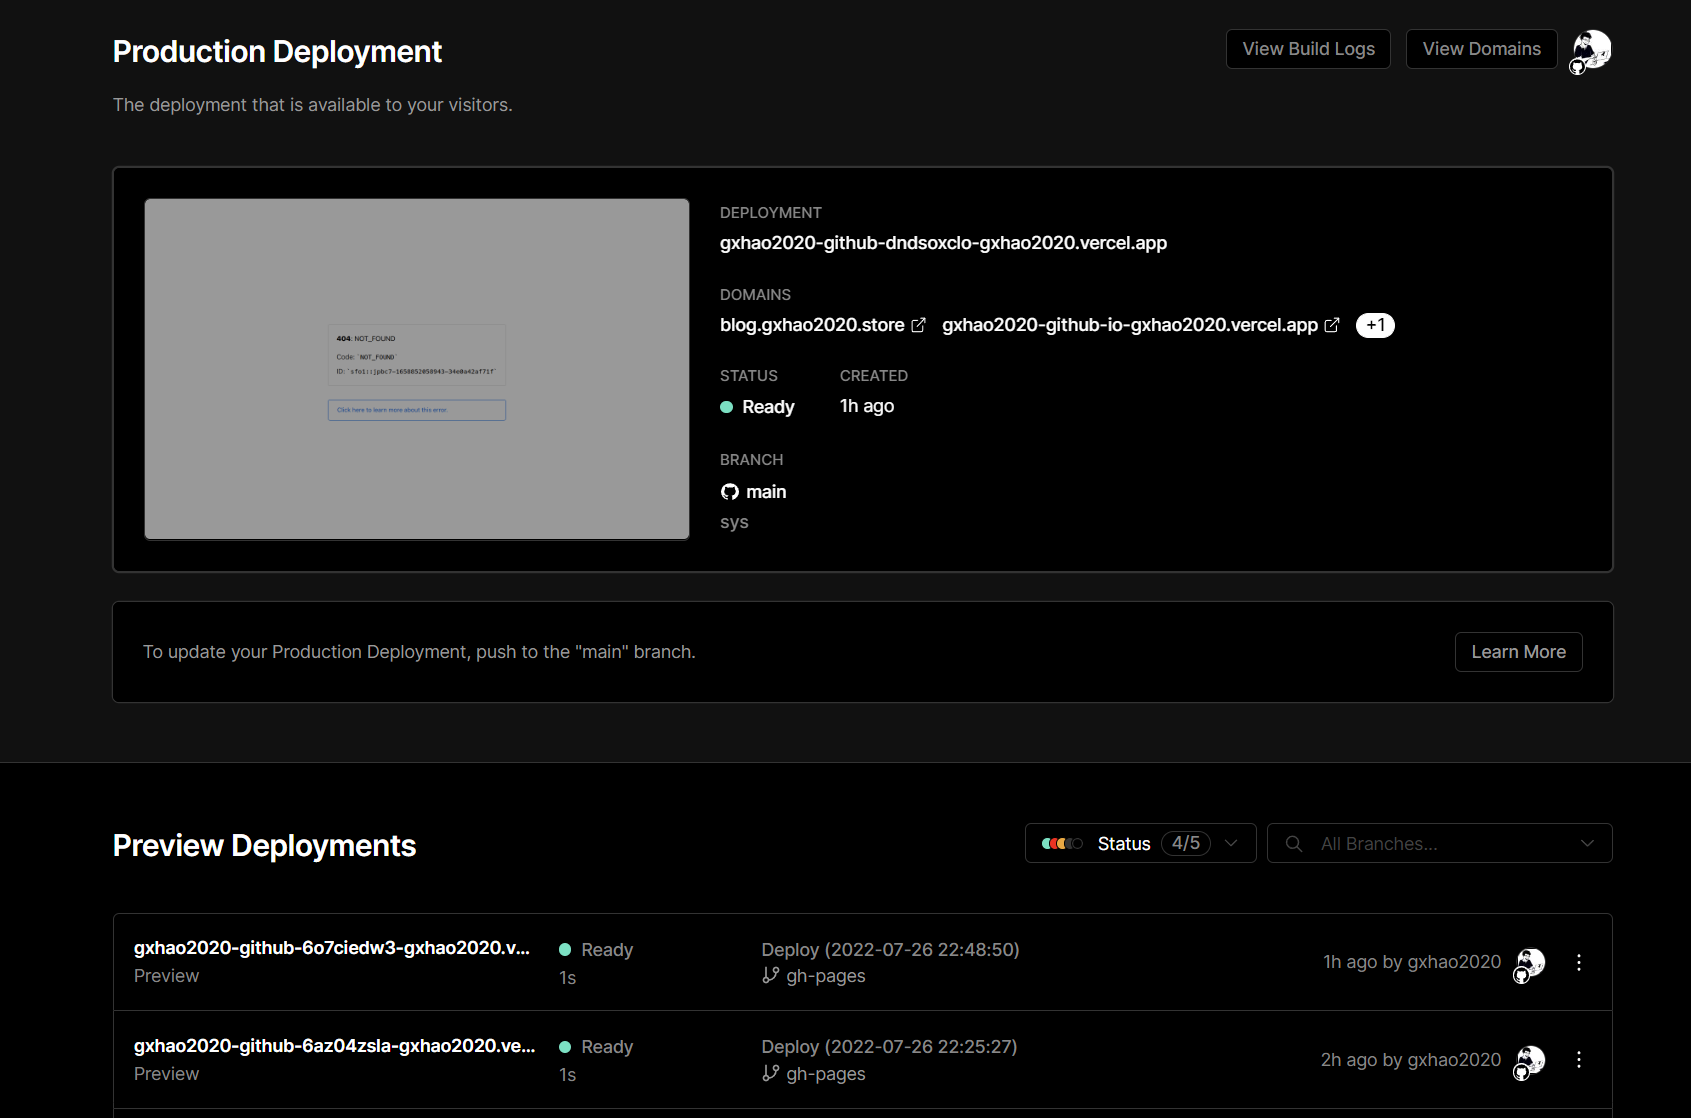 Production Deployment
View Build Logs
View Domains
The deployment that is available to your visitors.
404: NOT_FOUND
Code: `NOT_FOUND`
Click here to learn more about this error.
DEPLOYMENT
gxhao2020-github-dndsoxclo-gxhao2020.vercel.app
DOMAINS
blog.gxhao2020.store
gxhao2020-github-io-gxhao2020.vercel.app
+1
STATUS
CREATED
Ready
1h ago
BRANCH
main
sys
To update your Production Deployment, push to the "main" branch.
Learn More
Preview Deployments
Status
4/5
All Branches...
gxhao2020-github-6o7ciedw3-gxhao2020.v...
Ready
Deploy (2022-07-26 22:48:50)
1h ago by gxhao2020
Preview
1s
gh-pages
gxhao2020-github-6az04zsla-gxhao2020.ve...
Ready
Deploy (2022-07-26 22:25:27)
2h ago by gxhao2020
Preview
1s
gh-pages